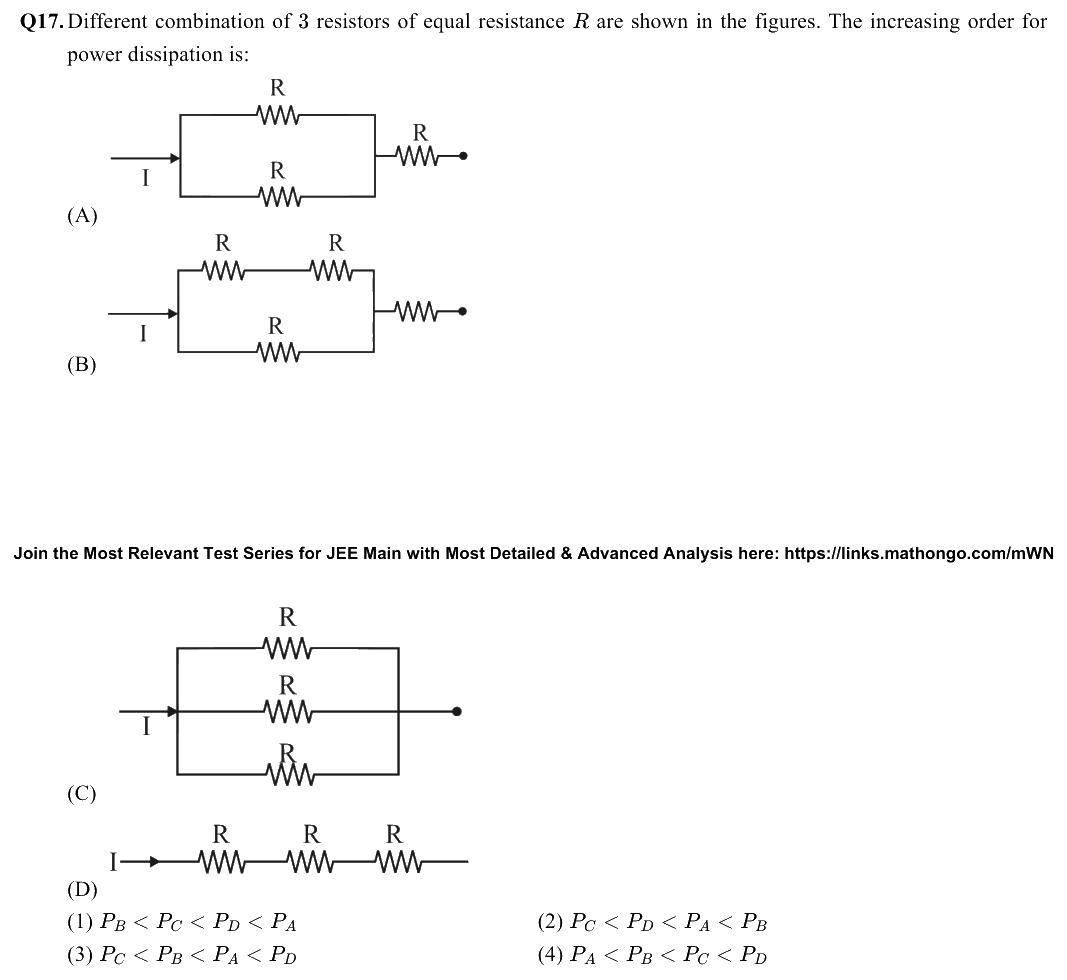 Q17. Different combination of 3 resistors of equal resistance R are shown in the figures. The increasing order for
power dissipation is:
R
R
I
R
(A)
R R
I
R
(B)
Join the Most Relevant Test Series for JEE Main with Most Detailed & Advanced Analysis here: https://links.mathongo.com/mWN
R
R
I
R
(C)
R R R
I
(D)
(1) P_B < P_C < P_D < P_A (2) P_C < P_D < P_A < P_B
(3) P_C < P_B < P_A < P_D (4) P_A < P_B < P_C < P_D